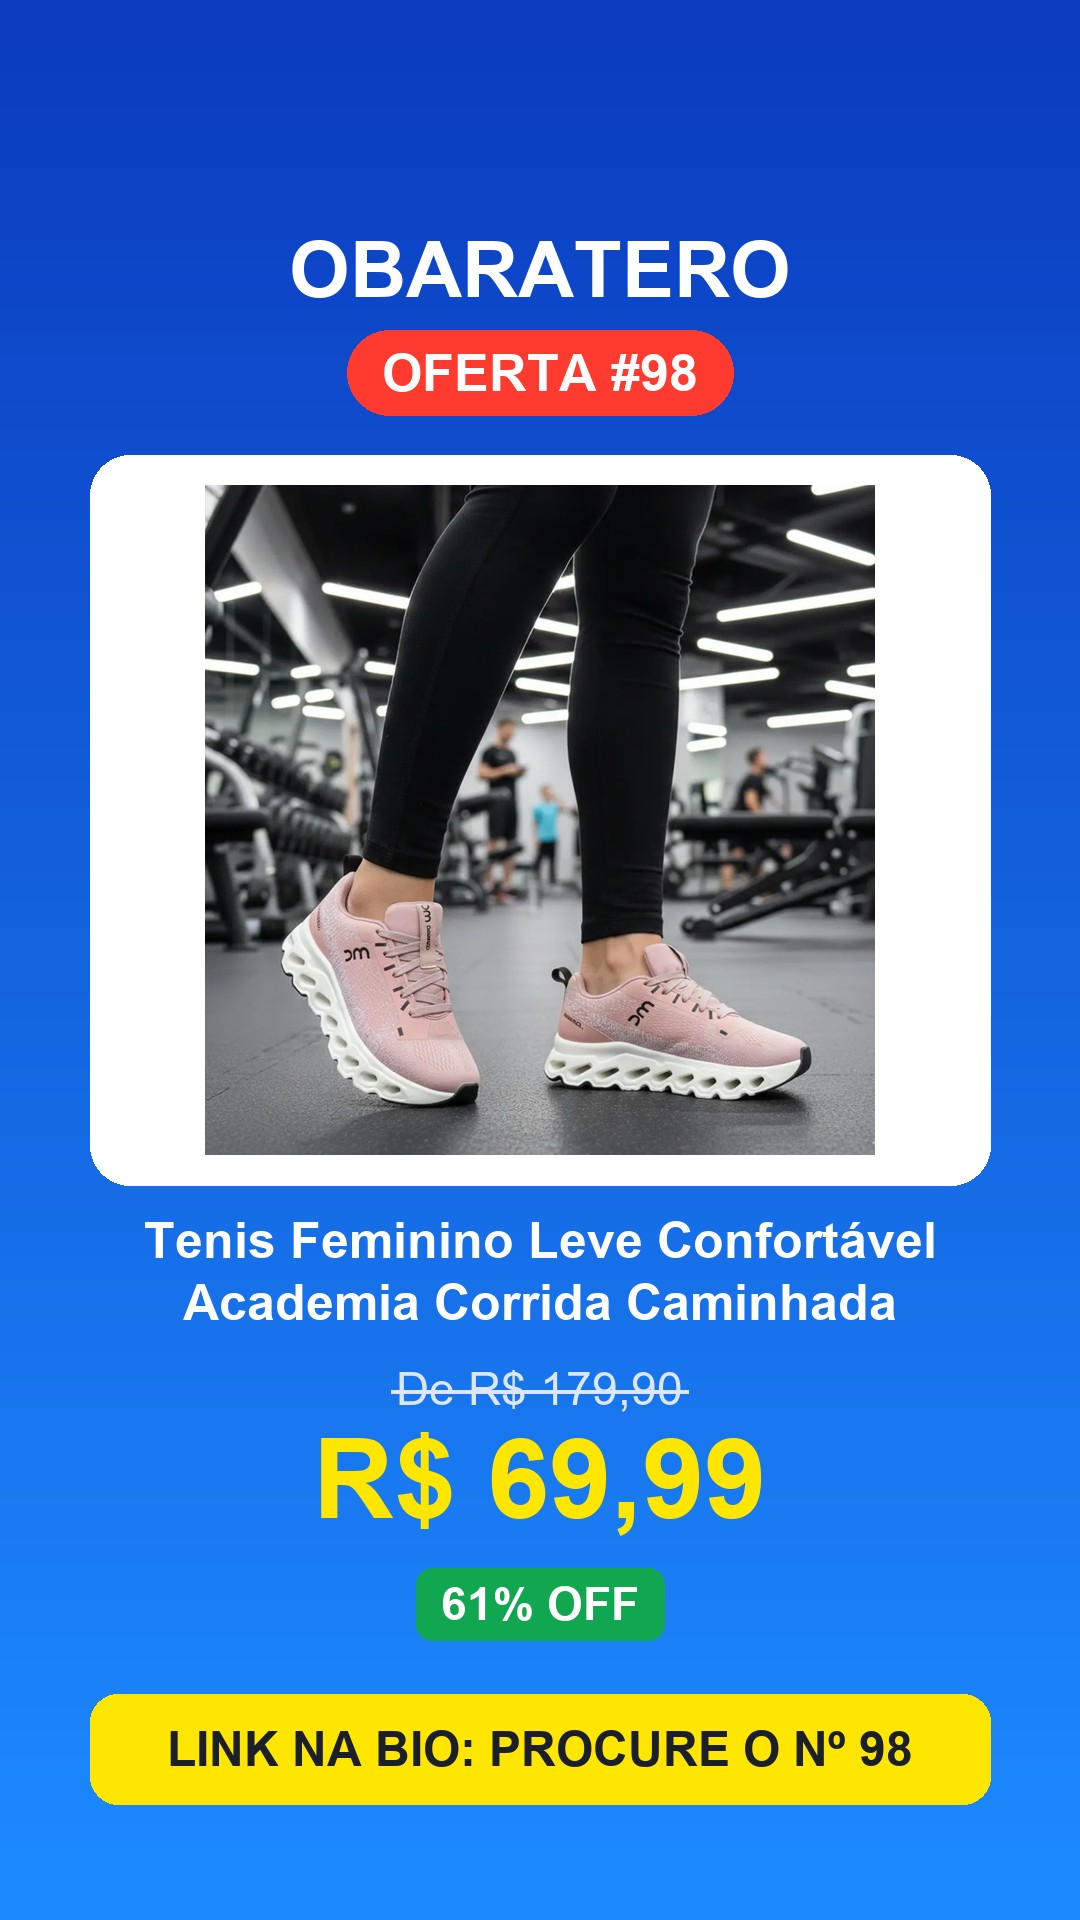 OBARATERO
OFERTA #98
Tenis Feminino Leve Confortável
Academia Corrida Caminhada
De R$ 179,90
R$ 69,99
61% OFF
LINK NA BIO: PROCURE O Nº 98